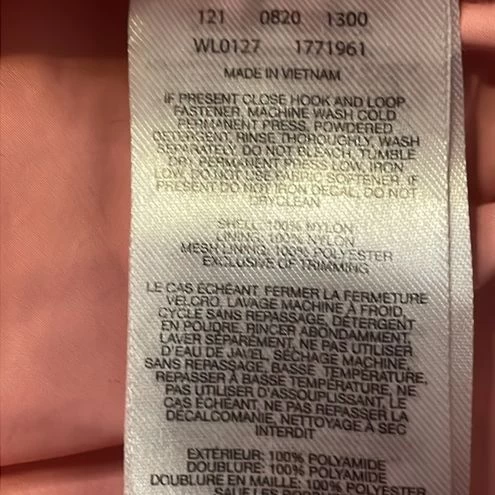 121 0820 1300
WL0127 1771961
MADE IN VIETNAM
IF PRESENT CLOSE HOOK AND LOOP
FASTENER, MACHINE WASH COLD
PERMANENT PRESS, POWDERED
DETERGENT, RINSE THOROUGHLY, WASH
SEPARATELY, DO NOT BLEACH, TUMBLE
DRY PERMANENT PRESS LOW, IRON
LOW, DO NOT USE FABRIC SOFTENER, IF
PRESENT DO NOT IRON DECAL, DO NOT
DRYCLEAN
SHELL: 100% NYLON
LINING: 100% NYLON
MESH LINING: 100% POLYESTER
EXCLUSIVE OF TRIMMING
LE CAS ÉCHÉANT, FERMER LA FERMETURE
VELCRO, LAVAGE MACHINE À FROID,
CYCLE SANS REPASSAGE, DÉTERGENT
EN POUDRE, RINCER ABONDAMMENT,
LAVER SÉPARÉMENT, NE PAS UTILISER
D'EAU DE JAVEL, SÉCHAGE MACHINE,
SANS REPASSAGE, BASSE TEMPÉRATURE,
REPASSER À BASSE TEMPÉRATURE, NE
PAS UTILISER D'ASSOUPLISSANT, LE
CAS ÉCHÉANT, NE PAS REPASSER LA
DÉCALCOMANIE, NETTOYAGE À SEC
INTERDIT
EXTÉRIEUR: 100% POLYAMIDE
DOUBLURE: 100% POLYAMIDE
DOUBLURE EN MAILLE: 100% POLYESTER
SAUF LES